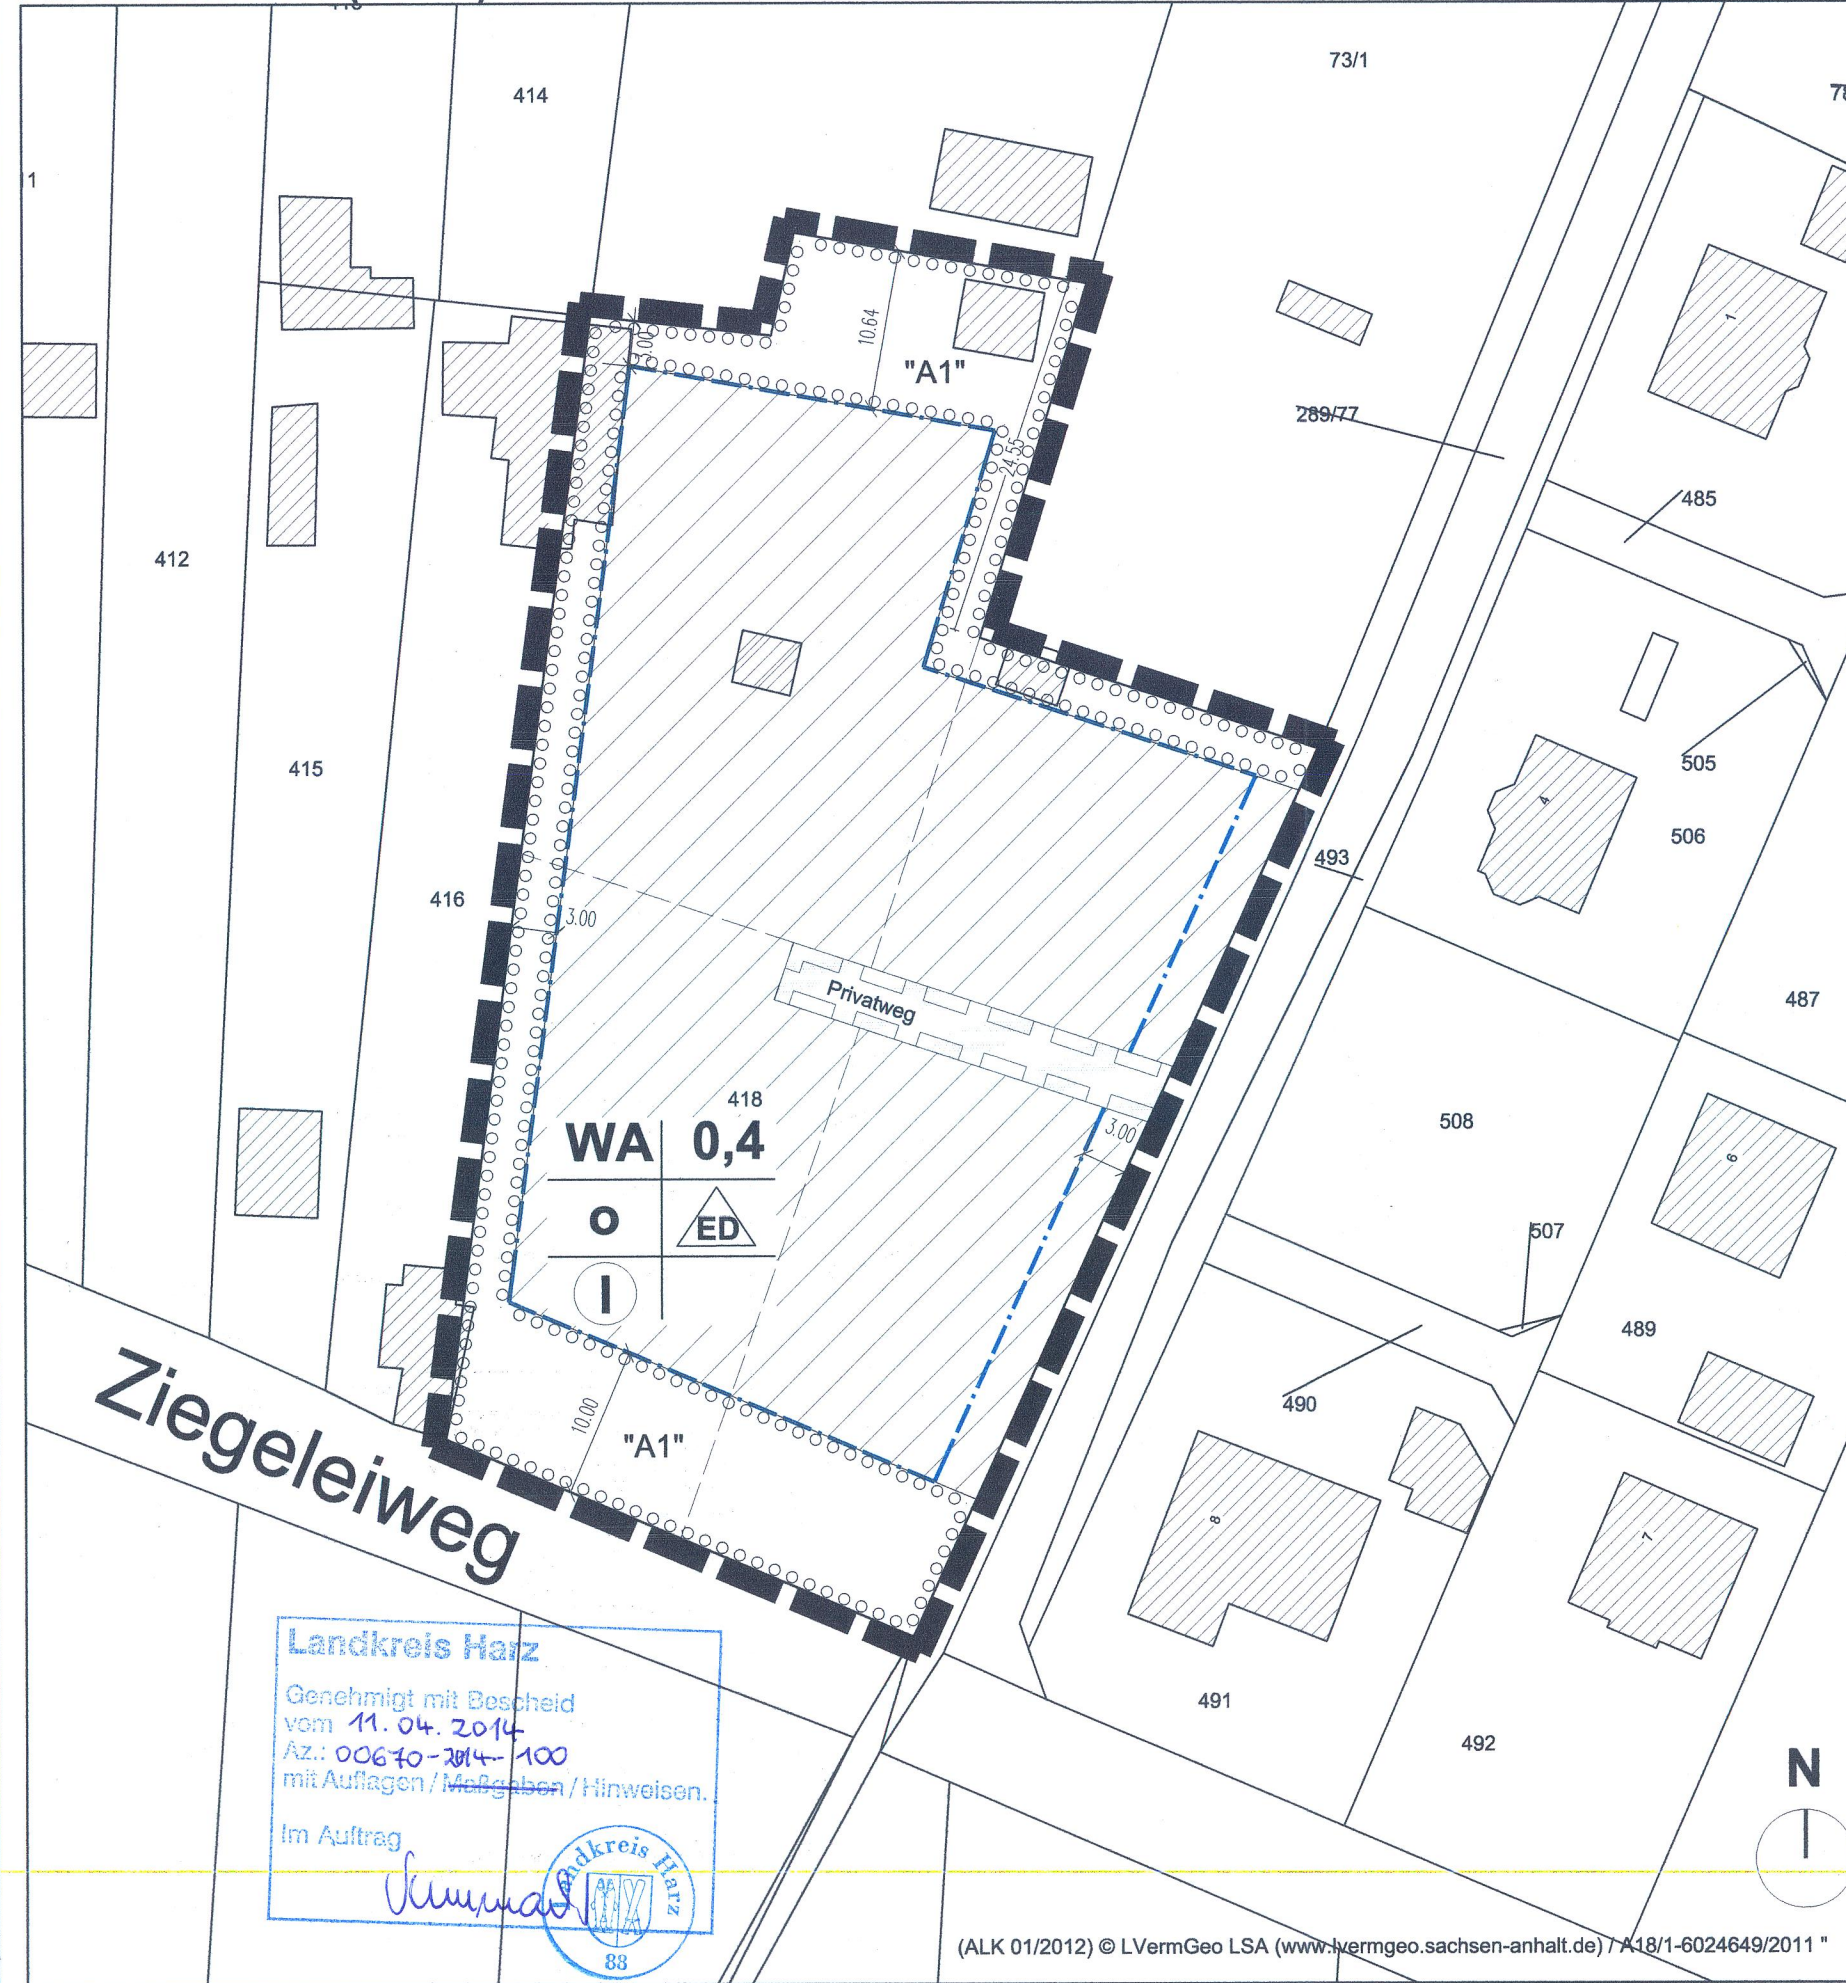 414
73/1
412
415
416
10.64
"A1"
3.00
24.55
289/77
1
485
505
506
4
493
487
3.00
Privatweg
418
WA 0,4
o ED
I
3.00
508
6
507
489
490
10.00
"A1"
8
7
491
492
Ziegeleiweg
Landkreis Harz
Genehmigt mit Bescheid
vom 11.04.2014
Az.: 00670-2014-100
mit Auflagen / Maßgaben / Hinweisen.
Im Auftrag
Landkreis Harz
88
N
(ALK 01/2012) © LVermGeo LSA (www.lvermgeo.sachsen-anhalt.de) / A18/1-6024649/2011 "